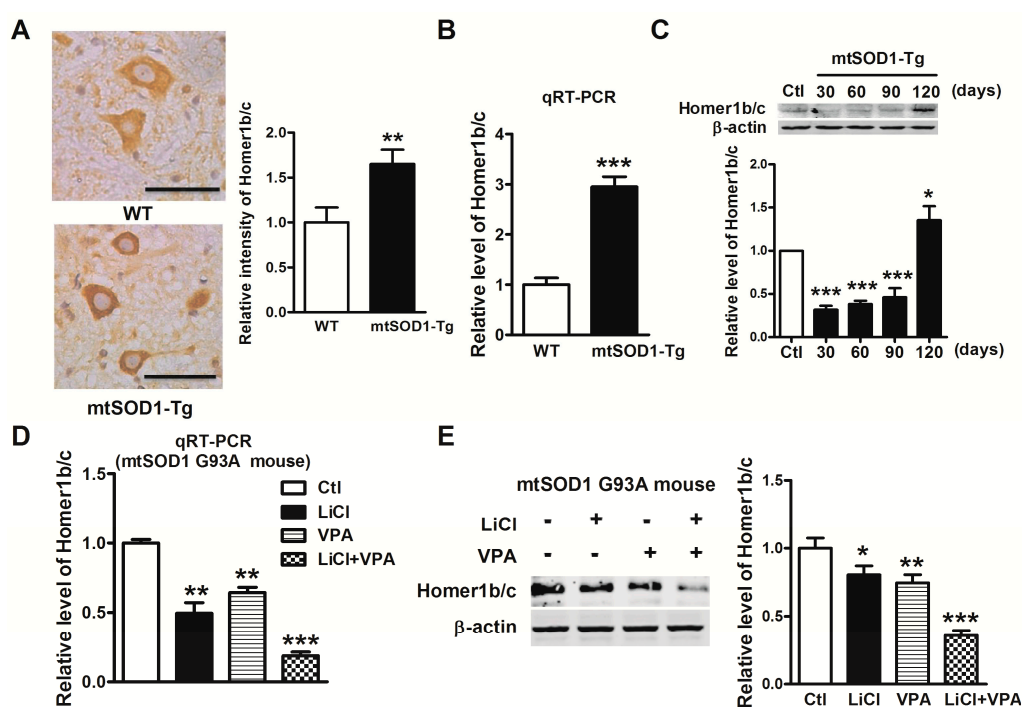 A
WT
mtSOD1-Tg
Relative intensity of Homer1b/c
2.0
1.5
1.0
0.5
0.0
**
WT mtSOD1-Tg
B
qRT-PCR
Relative level of Homer1b/c
4
3
2
1
0
***
WT mtSOD1-Tg
C
mtSOD1-Tg
Ctl 30 60 90 120 (days)
Homer1b/c
β-actin
Relative level of Homer1b/c
2.0
1.5
1.0
0.5
0.0
*** *** *** *
Ctl 30 60 90 120 (days)
D
qRT-PCR
(mtSOD1 G93A mouse)
Relative level of Homer1b/c
1.5
1.0
0.5
0.0
** ** ***
Ctl
LiCl
VPA
LiCl+VPA
E
mtSOD1 G93A mouse
LiCl - + - +
VPA - - + +
Homer1b/c
β-actin
Relative level of Homer1b/c
1.5
1.0
0.5
0.0
* ** ***
Ctl LiCl VPA LiCl+VPA